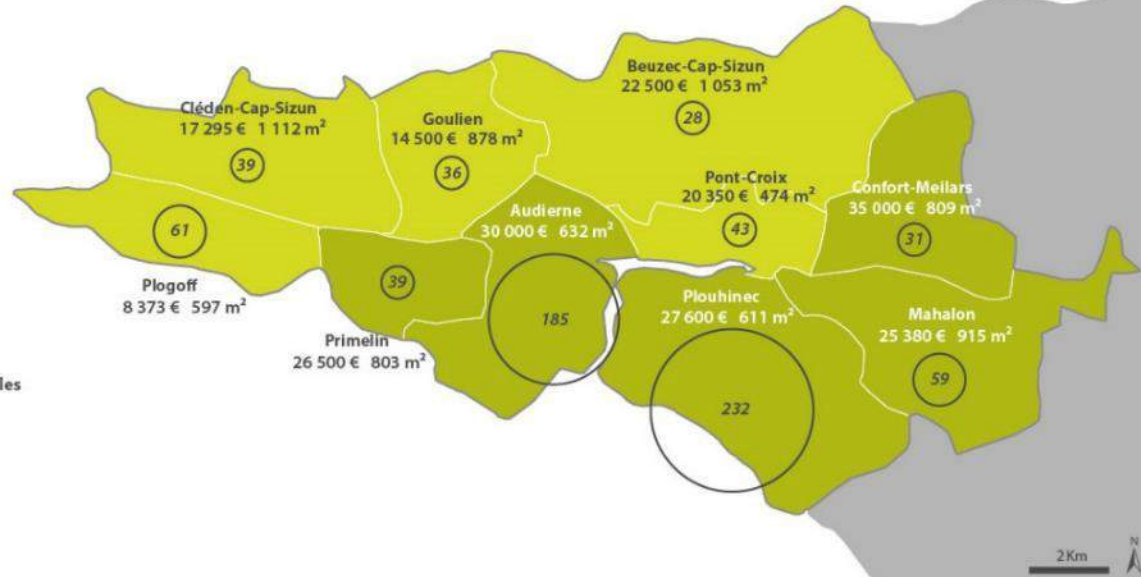 Beuzec-Cap-Sizun
22 500 € 1 053 m²
28
Cléden-Cap-Sizun
17 295 € 1 112 m²
39
Goulien
14 500 € 878 m²
36
Pont-Croix
20 350 € 474 m²
43
Confort-Meilars
35 000 € 809 m²
31
Audierne
30 000 € 632 m²
185
61
Plogoff
8 373 € 597 m²
39
Primelin
26 500 € 803 m²
Plouhinec
27 600 € 611 m²
232
Mahalon
25 380 € 915 m²
59
les
2 Km
N